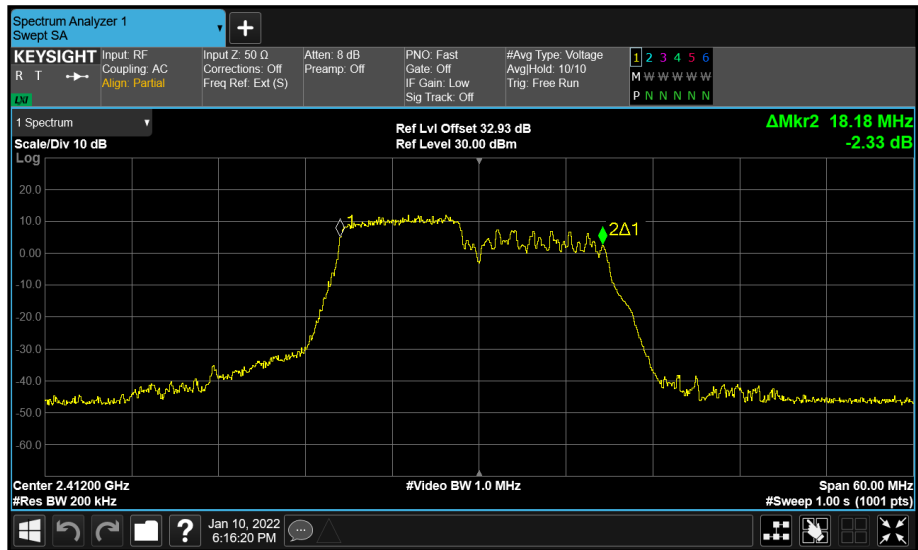 Spectrum Analyzer 1
Swept SA
KEYSIGHT
R T
LXI
Input: RF
Coupling: AC
Align: Partial
Input Z: 50 Ω
Corrections: Off
Freq Ref: Ext (S)
Atten: 8 dB
Preamp: Off
PNO: Fast
Gate: Off
IF Gain: Low
Sig Track: Off
#Avg Type: Voltage
Avg|Hold: 10/10
Trig: Free Run
1 2 3 4 5 6
M W W W W W
P N N N N N
1 Spectrum
Scale/Div 10 dB
Log
Ref Lvl Offset 32.93 dB
Ref Level 30.00 dBm
ΔMkr2 18.18 MHz
-2.33 dB
20.0
10.0
0.00
-10.0
-20.0
-30.0
-40.0
-50.0
-60.0
1
2Δ1
Center 2.41200 GHz
#Res BW 200 kHz
#Video BW 1.0 MHz
Span 60.00 MHz
#Sweep 1.00 s (1001 pts)
?
Jan 10, 2022
6:16:20 PM